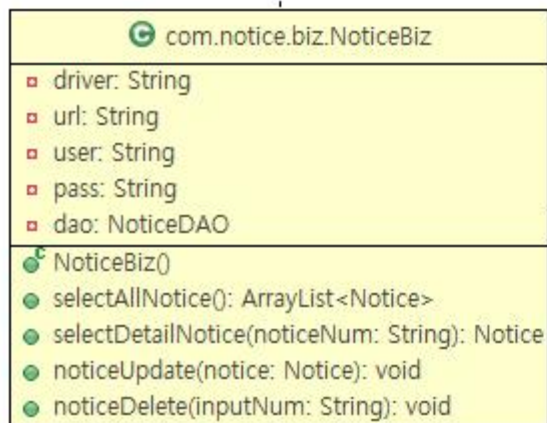 com.notice.biz.NoticeBiz
driver: String
url: String
user: String
pass: String
dao: NoticeDAO
NoticeBiz()
selectAllNotice(): ArrayList<Notice>
selectDetailNotice(noticeNum: String): Notice
noticeUpdate(notice: Notice): void
noticeDelete(inputNum: String): void